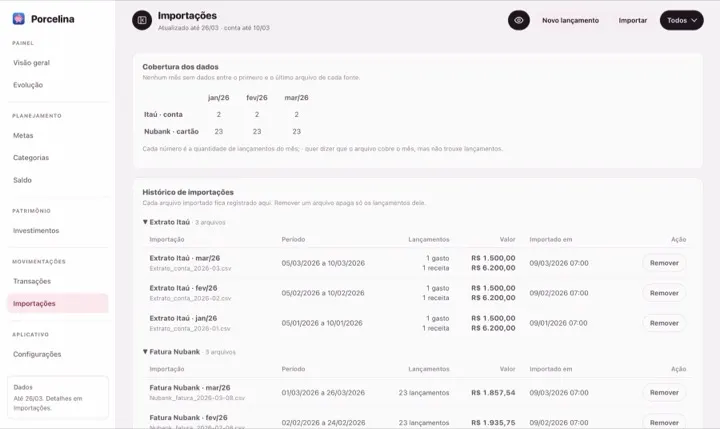 Porcelina
PAINEL
Visão geral
Evolução
PLANEJAMENTO
Metas
Categorias
Saldo
PATRIMÔNIO
Investimentos
MOVIMENTAÇÕES
Transações
Importações
APLICATIVO
Configurações
Dados
Até 26/03. Detalhes em
Importações.
Importações
Atualizado até 26/03 · conta até 10/03
Novo lançamento
Importar
Todos
Cobertura dos dados
Nenhum mês sem dados entre o primeiro e o último arquivo de cada fonte.
jan/26 fev/26 mar/26
Itaú · conta 2 2 2
Nubank · cartão 23 23 23
Cada número é a quantidade de lançamentos do mês; · quer dizer que o arquivo cobre o mês, mas não trouxe lançamentos.
Histórico de importações
Cada arquivo importado fica registrado aqui. Remover um arquivo apaga só os lançamentos dele.
▼ Extrato Itaú · 3 arquivos
Importação Período Lançamentos Valor Importado em Ação
Extrato Itaú · mar/26 05/03/2026 a 10/03/2026 1 gasto R$ 1.500,00 09/03/2026 07:00 Remover
Extrato_conta_2026-03.csv 1 receita R$ 6.200,00
Extrato Itaú · fev/26 05/02/2026 a 10/02/2026 1 gasto R$ 1.500,00 09/02/2026 07:00 Remover
Extrato_conta_2026-02.csv 1 receita R$ 6.200,00
Extrato Itaú · jan/26 05/01/2026 a 10/01/2026 1 gasto R$ 1.500,00 09/01/2026 07:00 Remover
Extrato_conta_2026-01.csv 1 receita R$ 6.200,00
▼ Fatura Nubank · 3 arquivos
Importação Período Lançamentos Valor Importado em Ação
Fatura Nubank · mar/26 01/03/2026 a 26/03/2026 23 lançamentos R$ 1.857,54 09/03/2026 07:00 Remover
Nubank_fatura_2026-03-09.csv
Fatura Nubank · fev/26 02/02/2026 a 24/02/2026 23 lançamentos R$ 1.935,75 09/02/2026 07:00 Remover